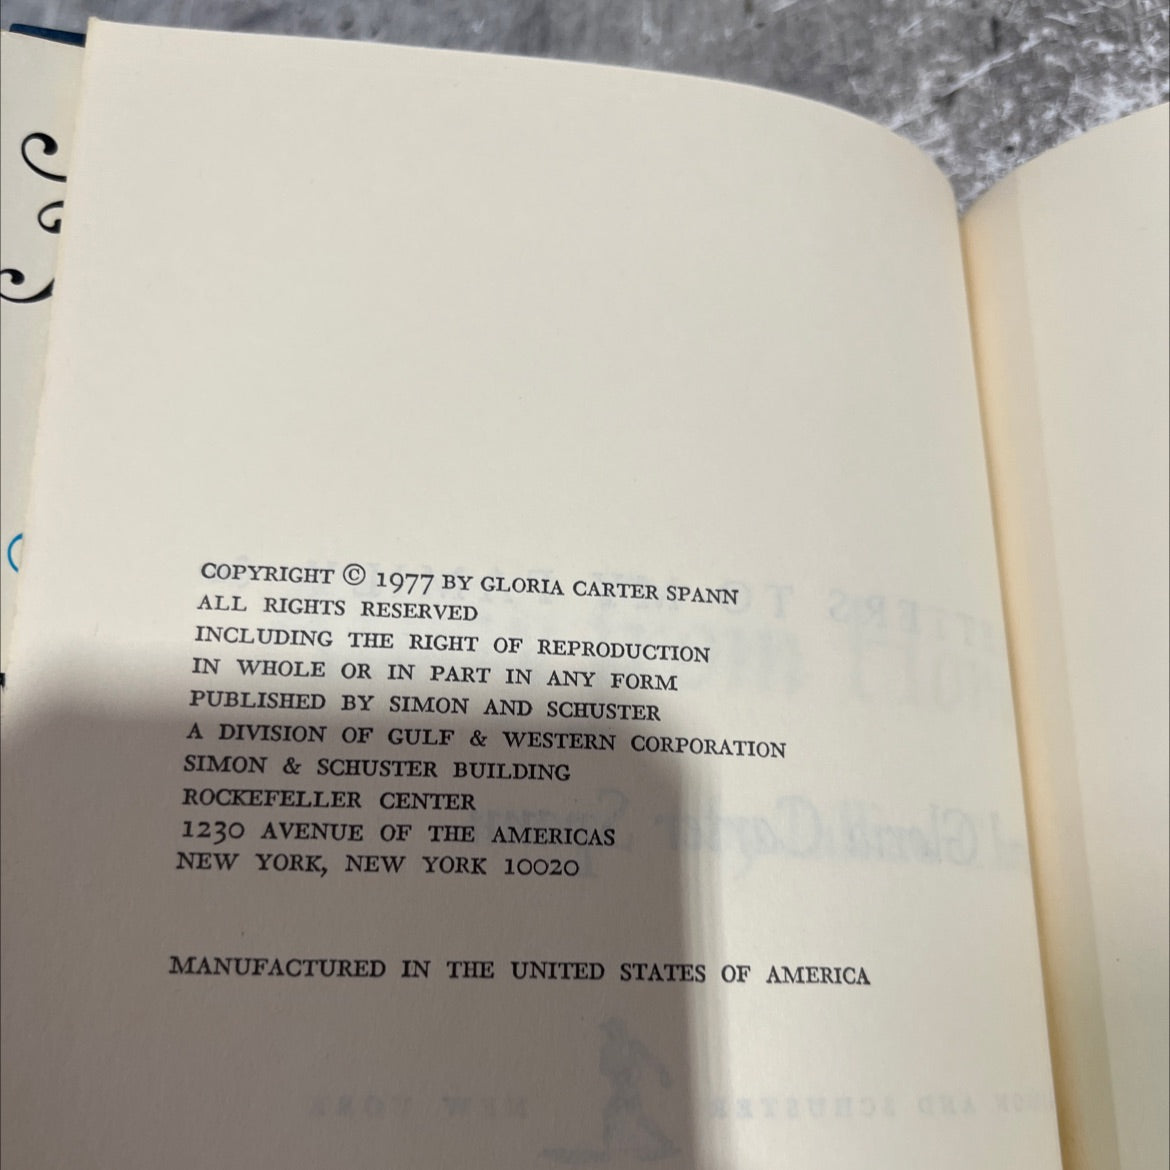 COPYRIGHT © 1977 BY GLORIA CARTER SPANN
ALL RIGHTS RESERVED
INCLUDING THE RIGHT OF REPRODUCTION
IN WHOLE OR IN PART IN ANY FORM
PUBLISHED BY SIMON AND SCHUSTER
A DIVISION OF GULF & WESTERN CORPORATION
SIMON & SCHUSTER BUILDING
ROCKEFELLER CENTER
1230 AVENUE OF THE AMERICAS
NEW YORK, NEW YORK 10020
MANUFACTURED IN THE UNITED STATES OF AMERICA